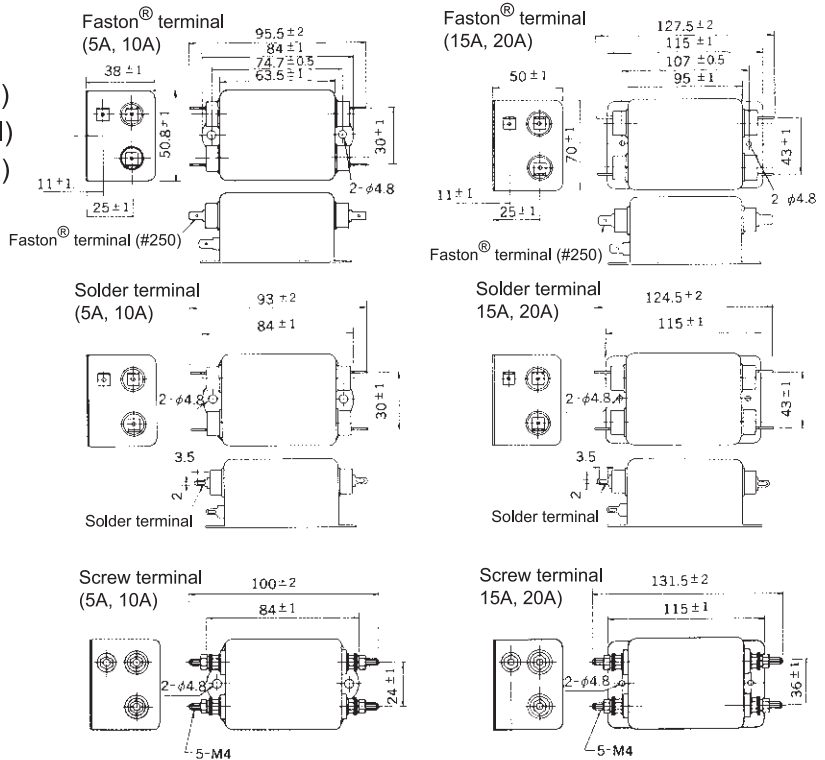 Faston® terminal
(5A, 10A)
95.5±2
84±1
74.7±0.5
63.5±1
38±1
50.8±1
30±1
11±1
25±1
2-φ4.8
Faston® terminal (#250)
Faston® terminal
(15A, 20A)
127.5±2
115±1
107±0.5
95±1
50±1
70±1
43±1
11±1
25±1
2 φ4.8
Faston® terminal (#250)
)
l)
)
Solder terminal
(5A, 10A)
93±2
84±1
2-φ4.8
30±1
3.5
2
Solder terminal
Solder terminal
15A, 20A)
124.5±2
115±1
2-φ4.8
43±1
3.5
2
Solder terminal
Screw terminal
(5A, 10A)
100±2
84±1
2-φ4.8
24±1
5-M4
Screw terminal
15A, 20A)
131.5±2
115±1
2-φ4.8
36±1
5-M4